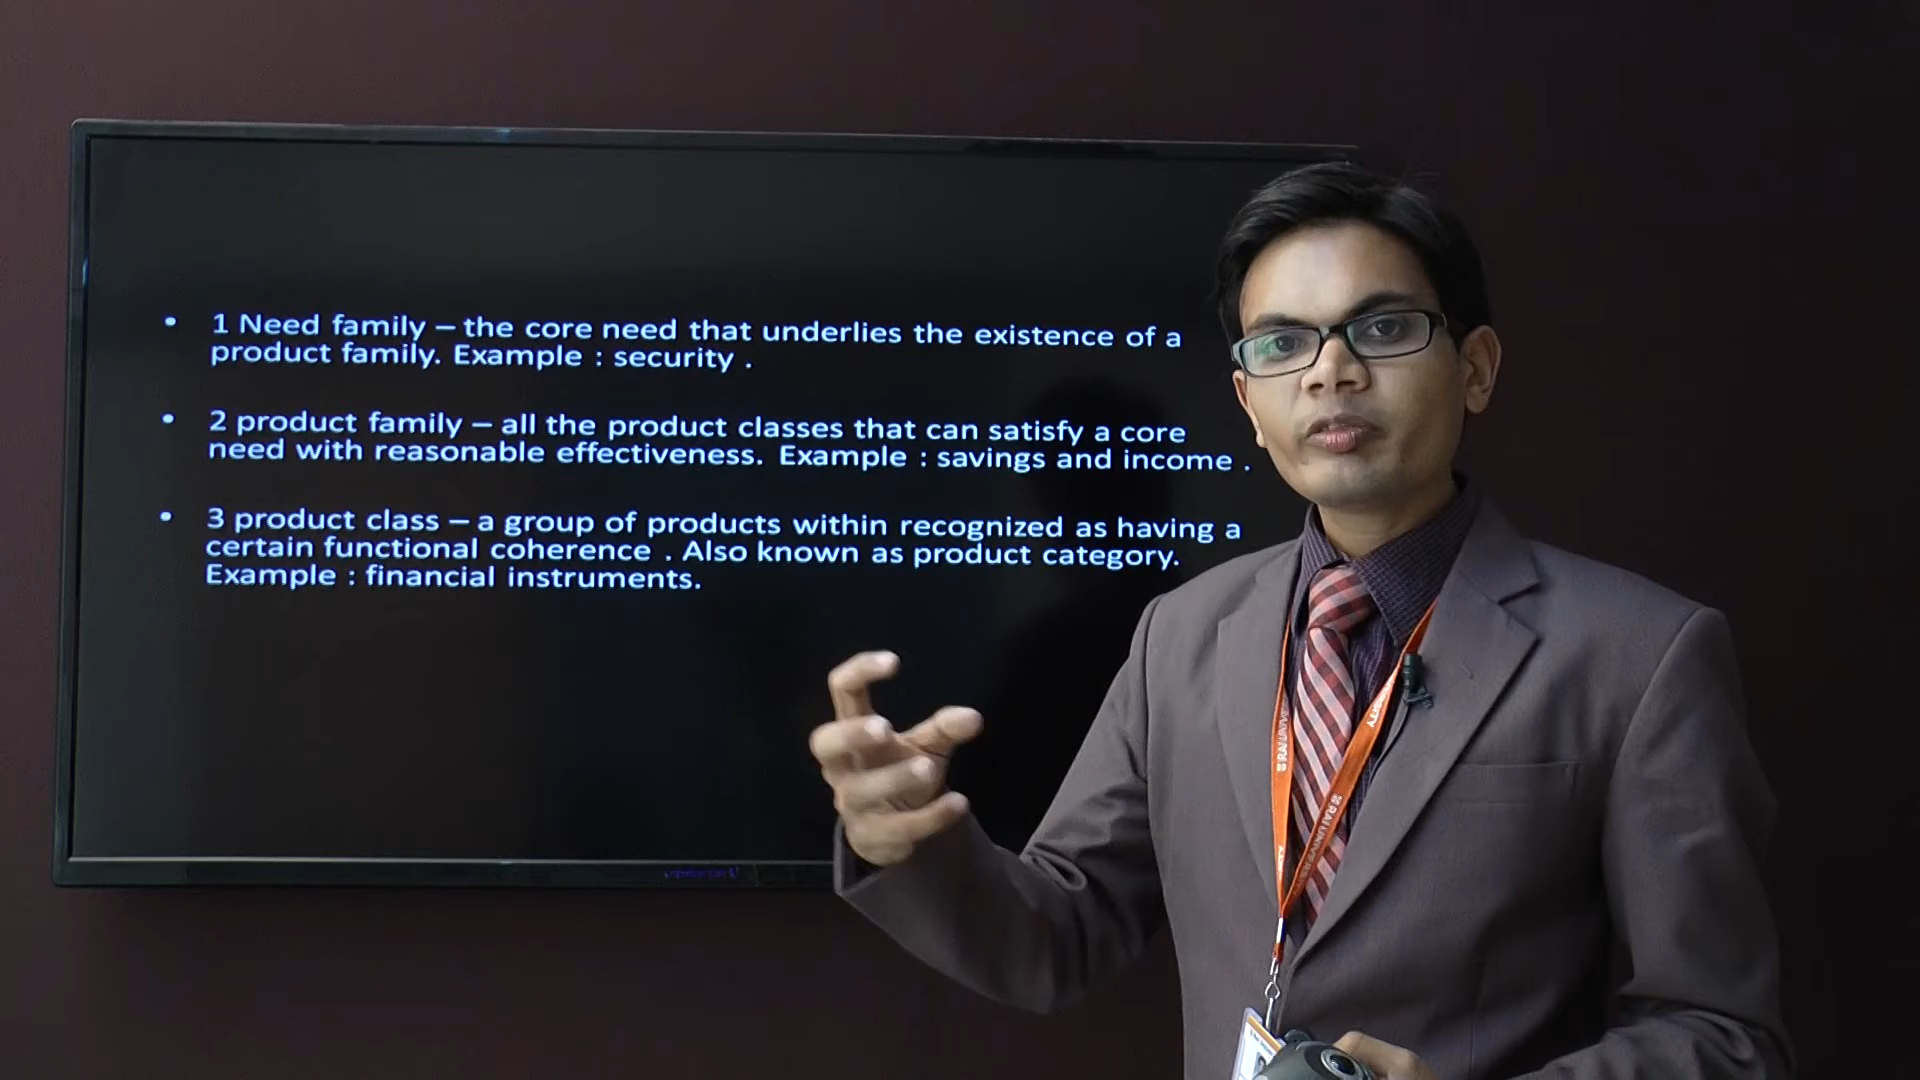 • 1 Need family – the core need that underlies the existence of a
product family. Example : security .
• 2 product family – all the product classes that can satisfy a core
need with reasonable effectiveness. Example : savings and income .
• 3 product class – a group of products within recognized as having a
certain functional coherence . Also known as product category.
Example : financial instruments.
RAI UNIVERSITY